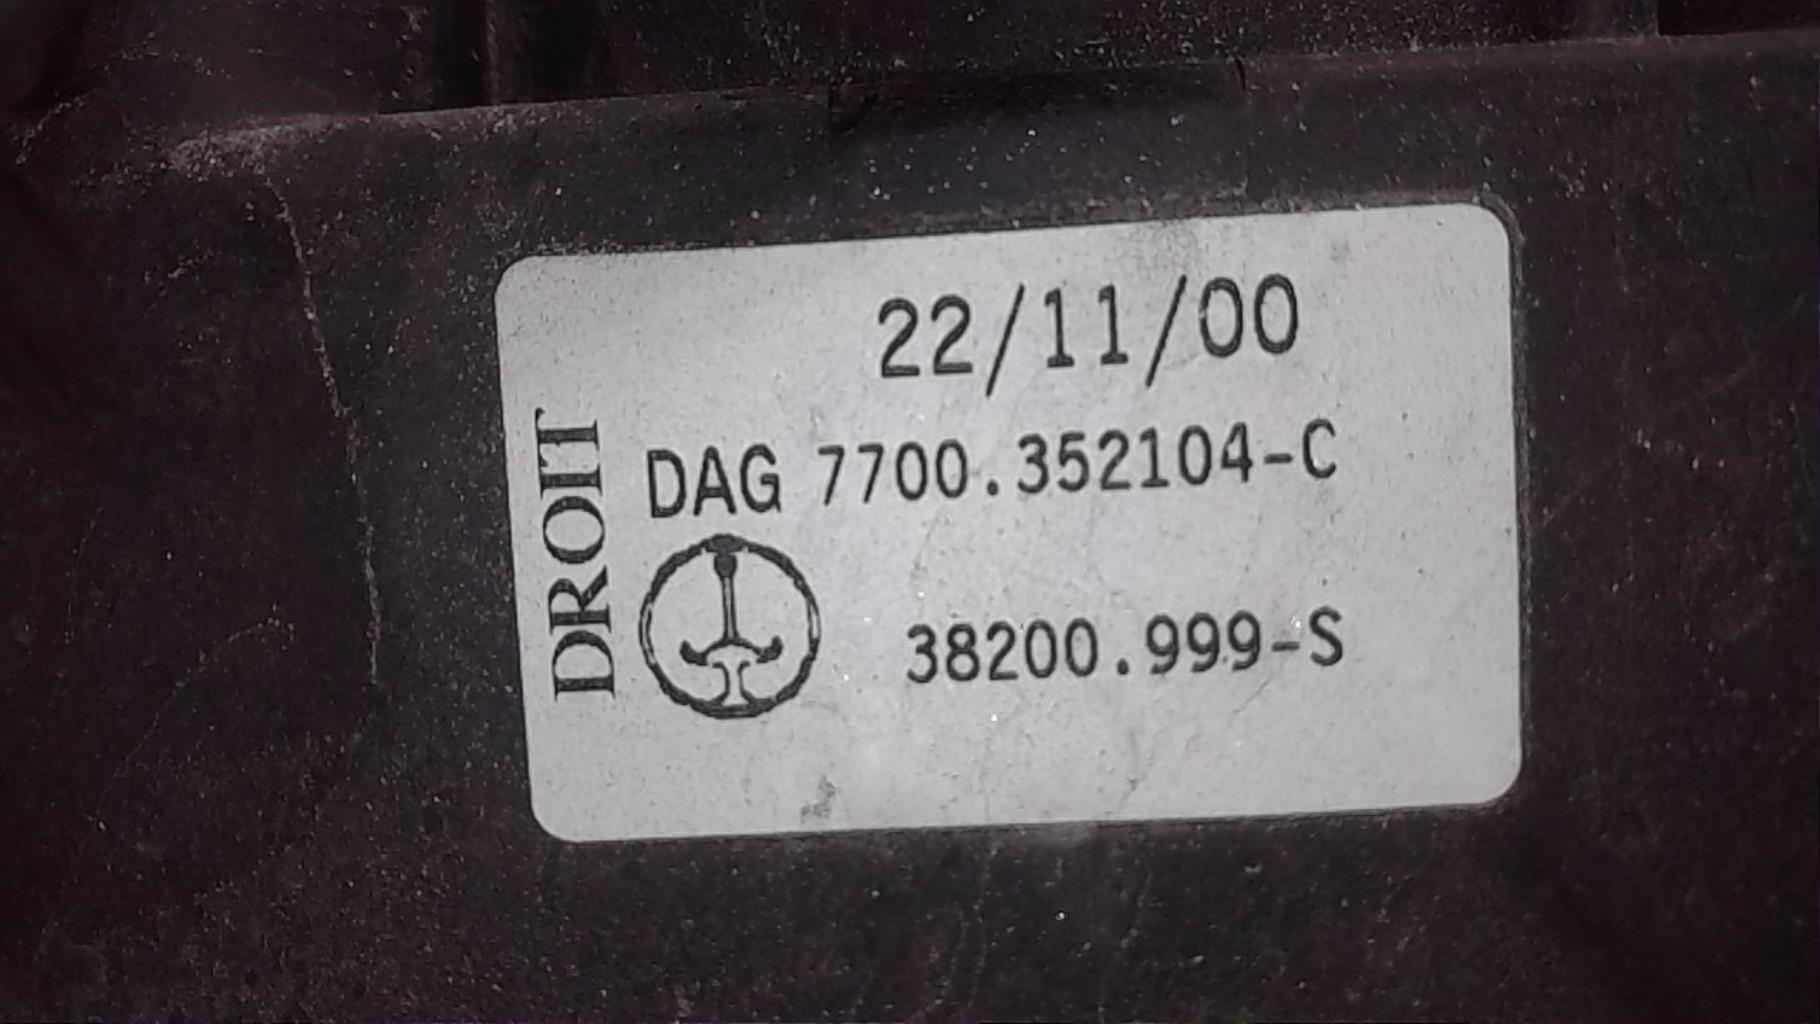 22/11/00
DROIT
DAG 7700.352104-C
38200.999-S